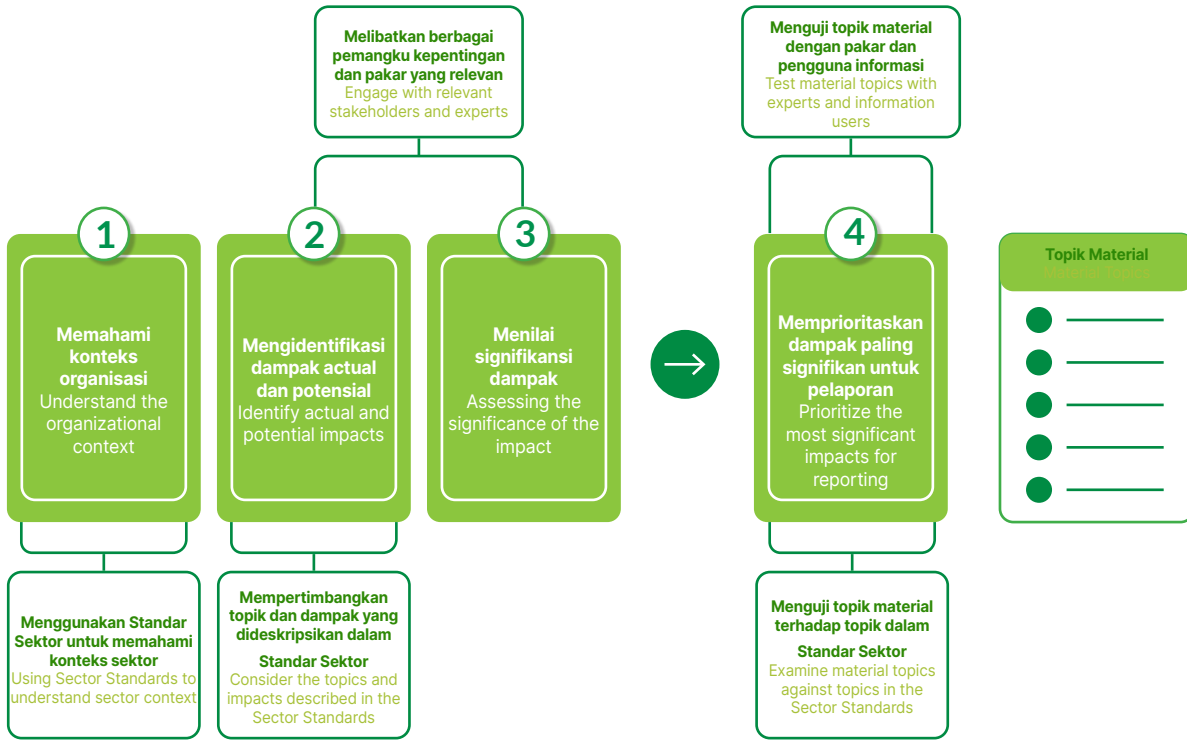 Melibatkan berbagai
pemangku kepentingan
dan pakar yang relevan
Engage with relevant
stakeholders and experts
Menguji topik material
dengan pakar dan
pengguna informasi
Test material topics with
experts and information
users
1
Memahami
konteks
organisasi
Understand the
organizational
context
2
Mengidentifikasi
dampak actual
dan potensial
Identify actual and
potential impacts
3
Menilai
signifikansi
dampak
Assessing the
significance of the
impact
4
Memprioritaskan
dampak paling
signifikan untuk
pelaporan
Prioritize the
most significant
impacts for
reporting
Topik Material
Material Topics
Menggunakan Standar
Sektor untuk memahami
konteks sektor
Using Sector Standards to
understand sector context
Mempertimbangkan
topik dan dampak yang
dideskripsikan dalam
Standar Sektor
Consider the topics and
impacts described in the
Sector Standards
Menguji topik material
terhadap topik dalam
Standar Sektor
Examine material topics
against topics in the
Sector Standards